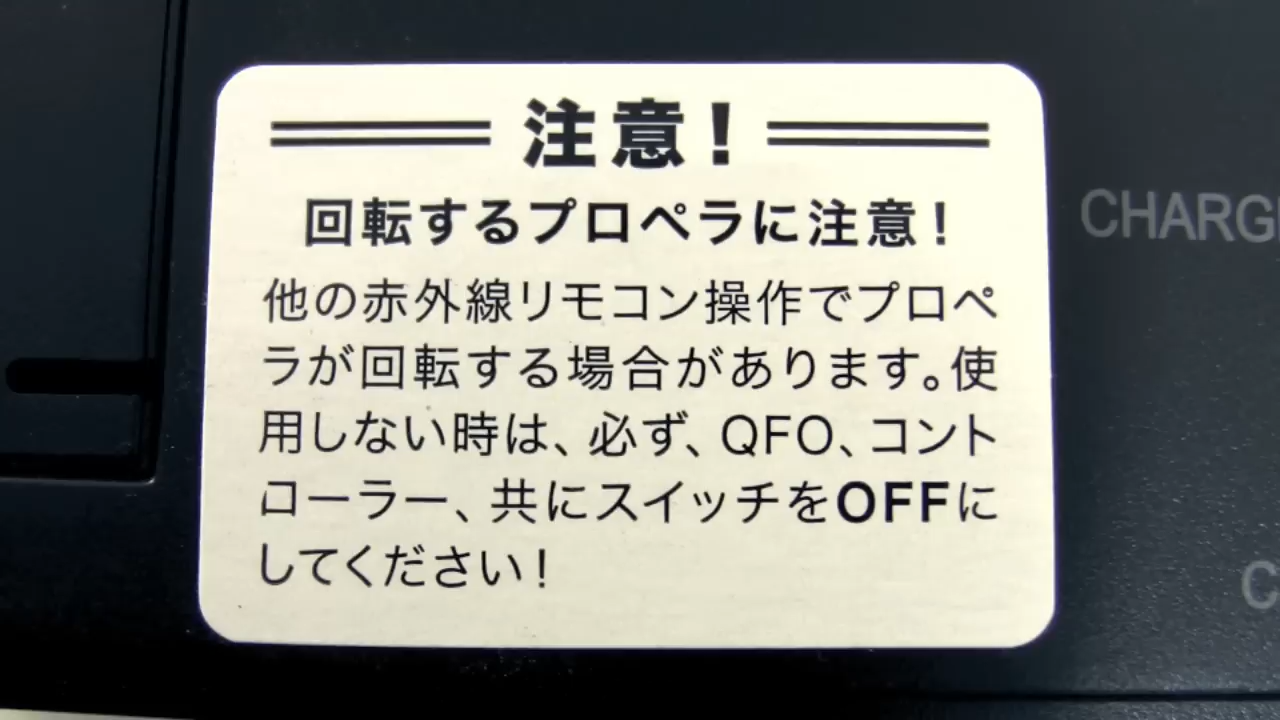 注意！
回転するプロペラに注意！
他の赤外線リモコン操作でプロペ
ラが回転する場合があります。使
用しない時は、必ず、QFO、コント
ローラー、共にスイッチをOFFに
してください！
CHARG
C